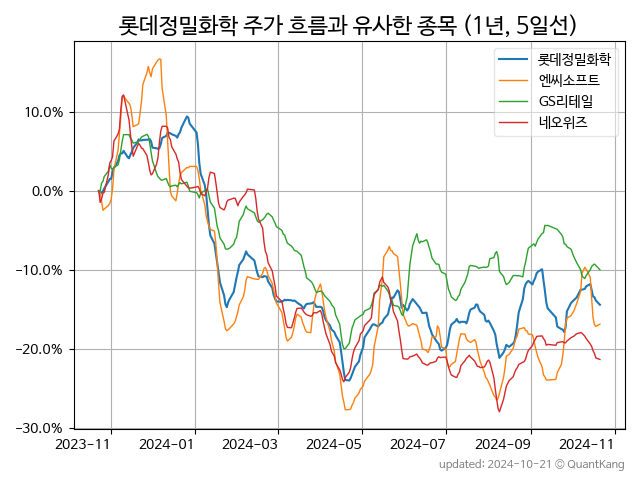 롯데정밀화학 주가 흐름과 유사한 종목 (1년, 5일선)
롯데정밀화학
엔씨소프트
GS리테일
네오위즈
10.0%
0.0%
−10.0%
−20.0%
−30.0%
2023-11 2024-01 2024-03 2024-05 2024-07 2024-09 2024-11
updated: 2024-10-21 © QuantKang